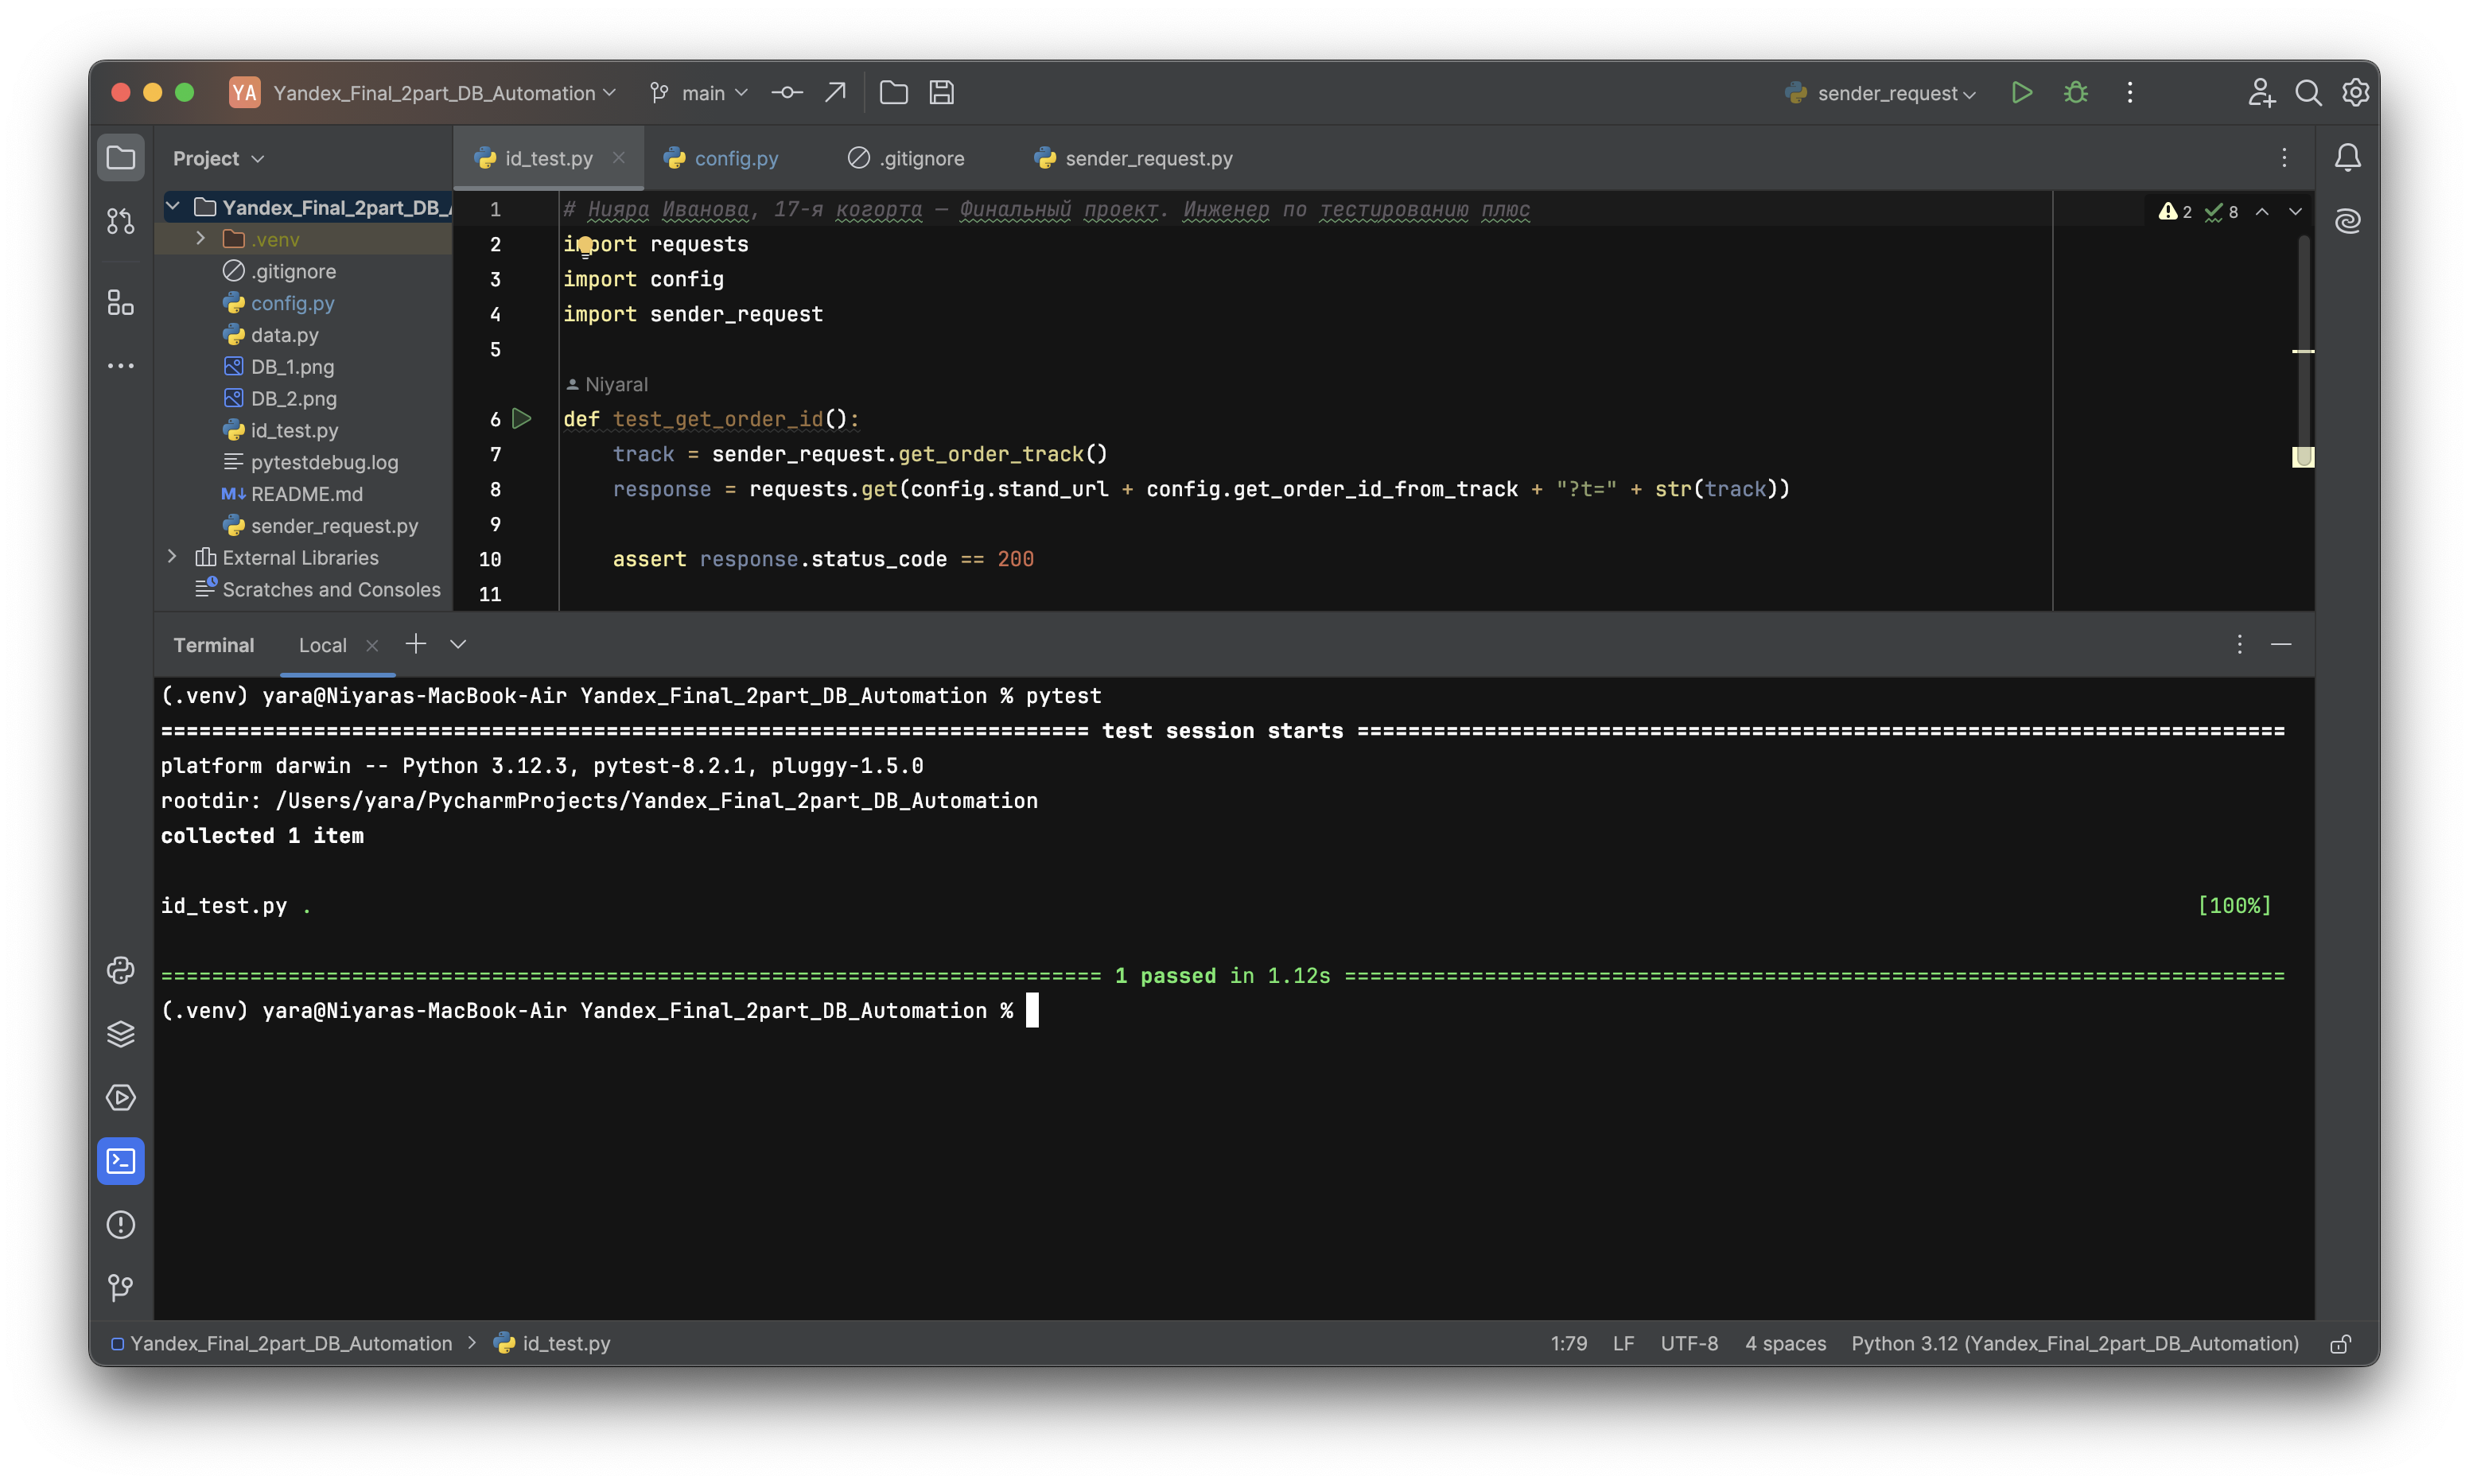 YA Yandex_Final_2part_DB_Automation main sender_request
Project
id_test.py config.py .gitignore sender_request.py
Yandex_Final_2part_DB_
.venv
.gitignore
config.py
data.py
DB_1.png
DB_2.png
id_test.py
pytestdebug.log
M↓ README.md
sender_request.py
External Libraries
Scratches and Consoles
1 # Нияра Иванова, 17-я когорта — Финальный проект. Инженер по тестированию плюс
2 8
2 import requests
3 import config
4 import sender_request
5
Niyaral
6 def test_get_order_id():
7 track = sender_request.get_order_track()
8 response = requests.get(config.stand_url + config.get_order_id_from_track + "?t=" + str(track))
9
10 assert response.status_code == 200
11
Terminal Local
(.venv) yara@Niyaras-MacBook-Air Yandex_Final_2part_DB_Automation % pytest
========================================================================= test session starts =========================================================================
platform darwin -- Python 3.12.3, pytest-8.2.1, pluggy-1.5.0
rootdir: /Users/yara/PycharmProjects/Yandex_Final_2part_DB_Automation
collected 1 item
id_test.py . [100%]
========================================================================== 1 passed in 1.12s ==========================================================================
(.venv) yara@Niyaras-MacBook-Air Yandex_Final_2part_DB_Automation %
Yandex_Final_2part_DB_Automation > id_test.py 1:79 LF UTF-8 4 spaces Python 3.12 (Yandex_Final_2part_DB_Automation)